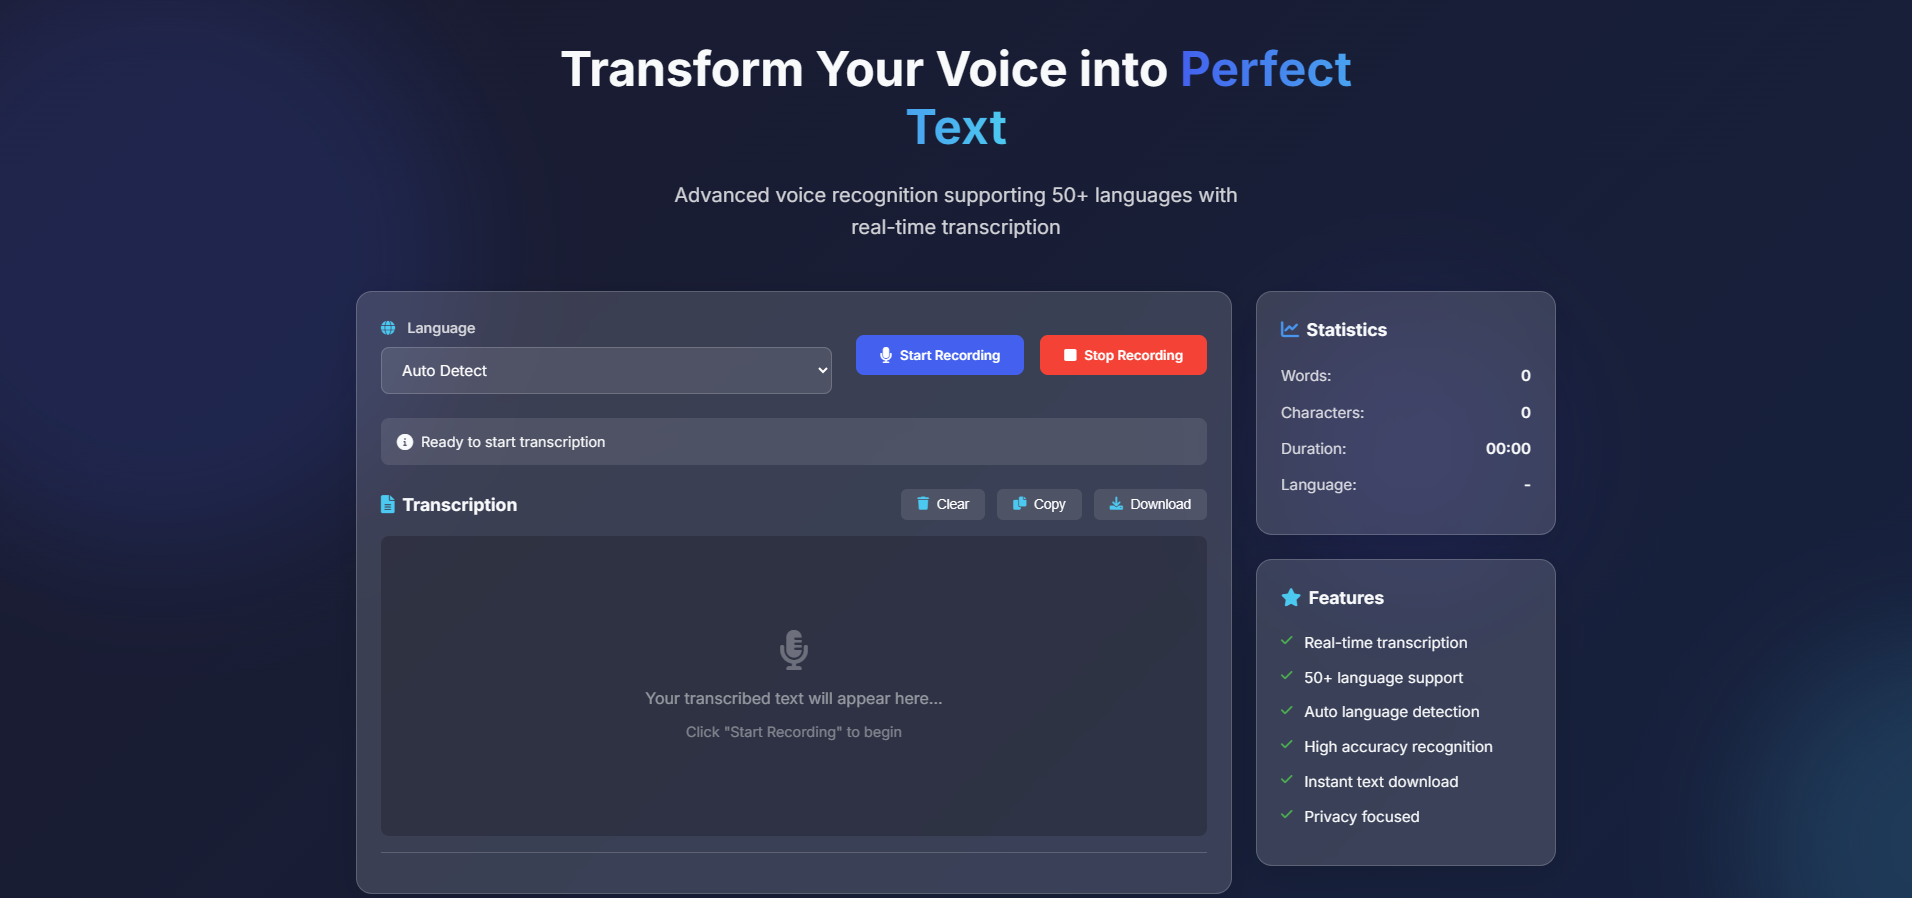 Transform Your Voice into Perfect
Text
Advanced voice recognition supporting 50+ languages with
real-time transcription
Language
Auto Detect
Start Recording
Stop Recording
Ready to start transcription
Transcription
Clear
Copy
Download
Your transcribed text will appear here...
Click "Start Recording" to begin
Statistics
Words: 0
Characters: 0
Duration: 00:00
Language: -
Features
Real-time transcription
50+ language support
Auto language detection
High accuracy recognition
Instant text download
Privacy focused